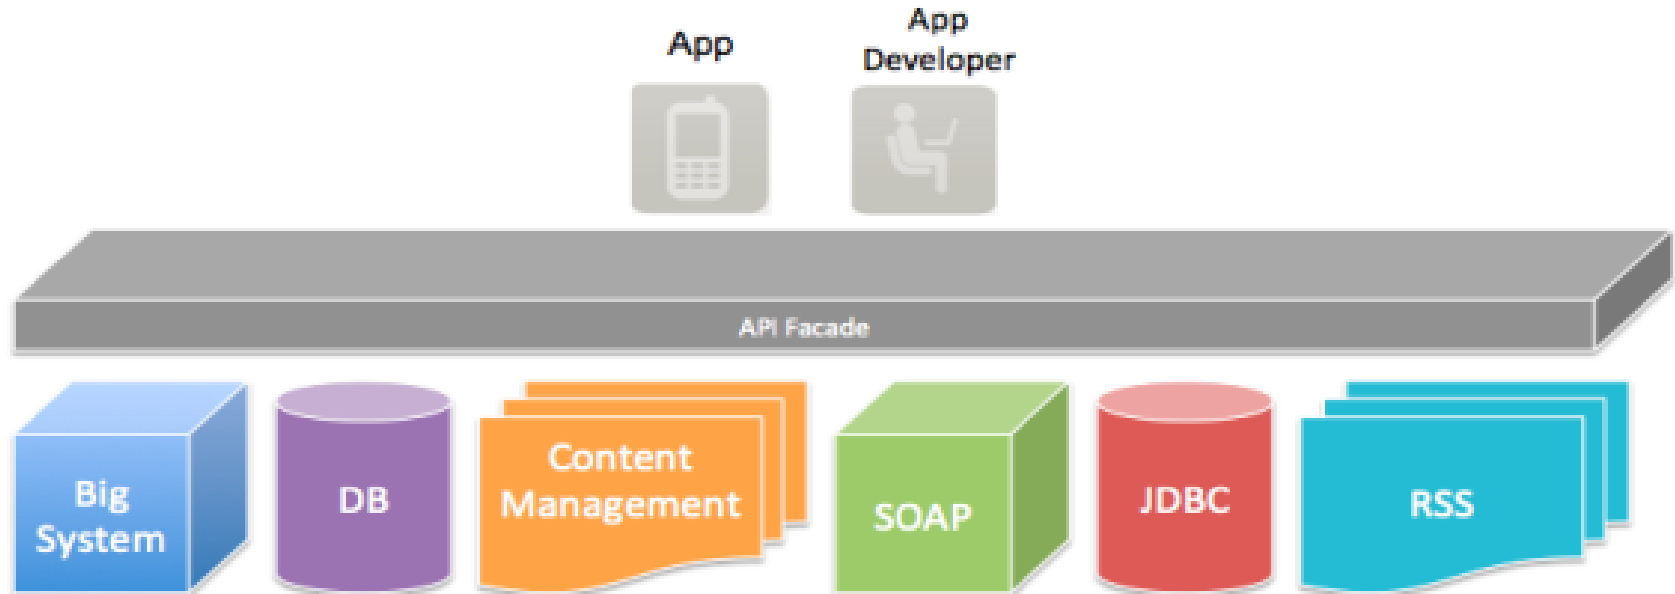 App
App
Developer
API Facade
Big
System
DB
Content
Management
SOAP
JDBC
RSS